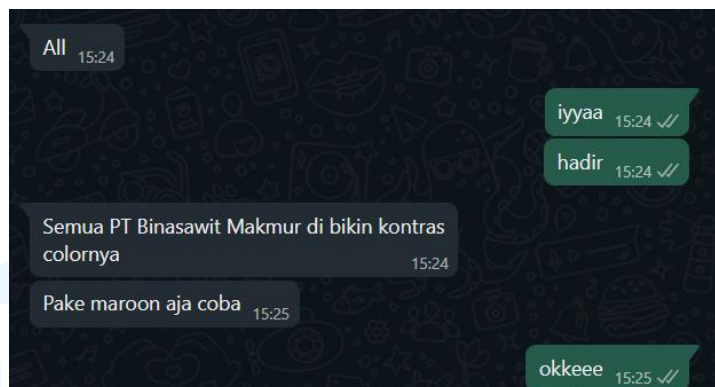 All 15:24
iyyaa 15:24
hadir 15:24
Semua PT Binasawit Makmur di bikin kontras
colornya 15:24
Pake maroon aja coba 15:25
okkeee 15:25